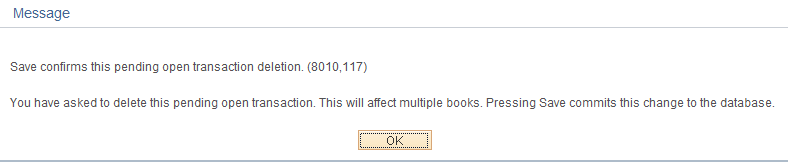 Message
Save confirms this pending open transaction deletion. (8010,117)
You have asked to delete this pending open transaction. This will affect multiple books. Pressing Save commits this change to the database.
OK